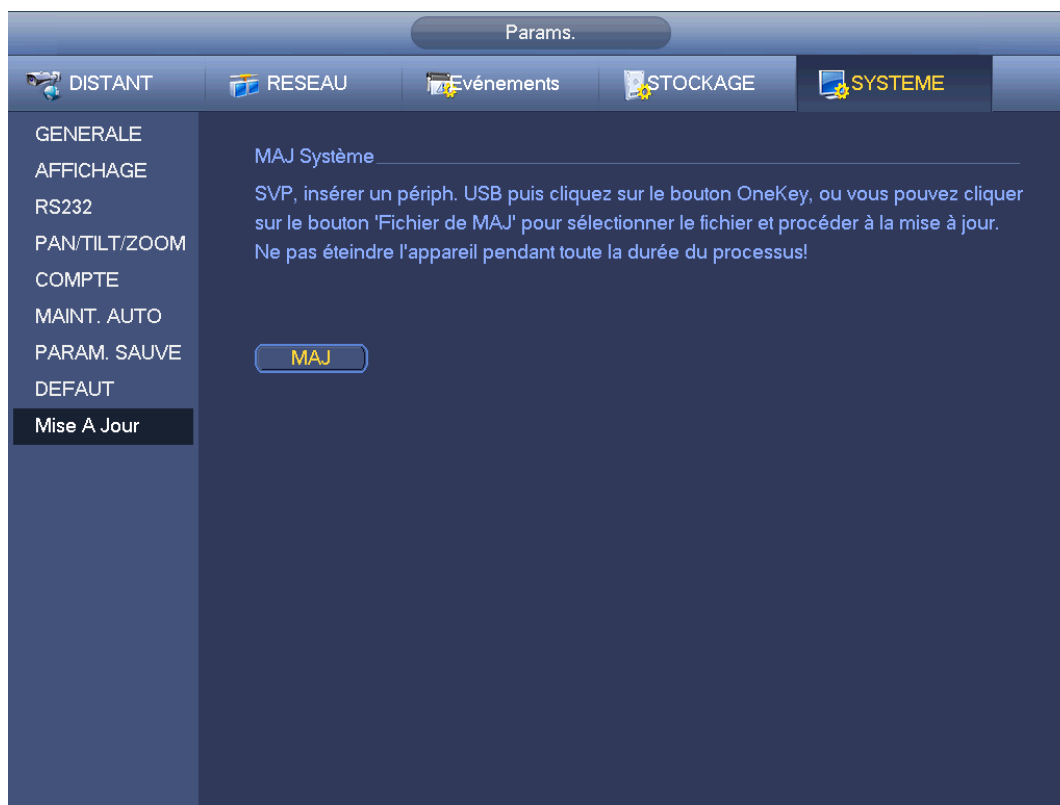 Params.
DISTANT
RESEAU
Evénements
STOCKAGE
SYSTEME
GENERALE
AFFICHAGE
RS232
PAN/TILT/ZOOM
COMPTE
MAINT. AUTO
PARAM. SAUVE
DEFAUT
Mise A Jour
MAJ Système
SVP, insérer un périph. USB puis cliquez sur le bouton OneKey, ou vous pouvez cliquer
sur le bouton 'Fichier de MAJ' pour sélectionner le fichier et procéder à la mise à jour.
Ne pas éteindre l'appareil pendant toute la durée du processus!
MAJ